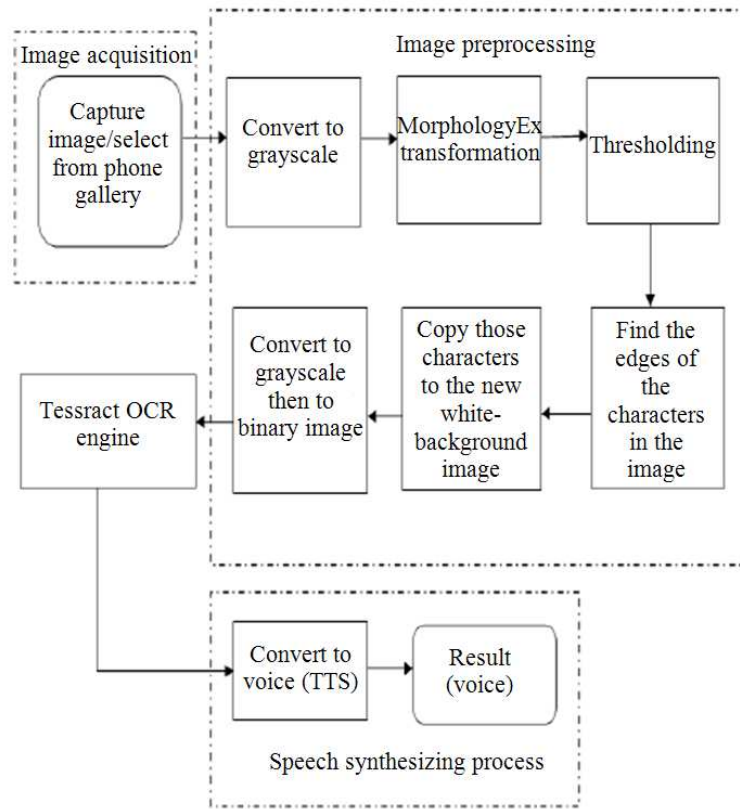 Image acquisition
Capture
image/select
from phone
gallery
Image preprocessing
Convert to
grayscale
MorphologyEx
transformation
Thresholding
Find the
edges of
the
characters
in the
image
Copy those
characters
to the new
white-
background
image
Convert to
grayscale
then to
binary image
Tessract OCR
engine
Convert to
voice (TTS)
Result
(voice)
Speech synthesizing process